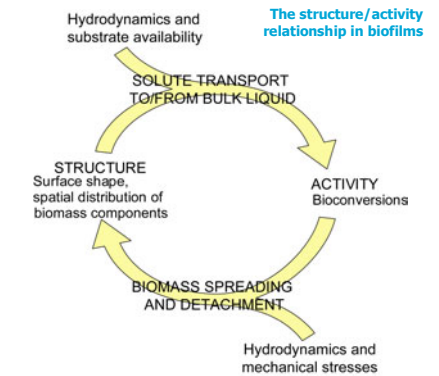 The structure/activity
relationship in biofilms
Hydrodynamics and
substrate availability
SOLUTE TRANSPORT
TO/FROM BULK LIQUID
STRUCTURE
Surface shape,
spatial distribution of
biomass components
ACTIVITY
Bioconversions
BIOMASS SPREADING
AND DETACHMENT
Hydrodynamics and
mechanical stresses